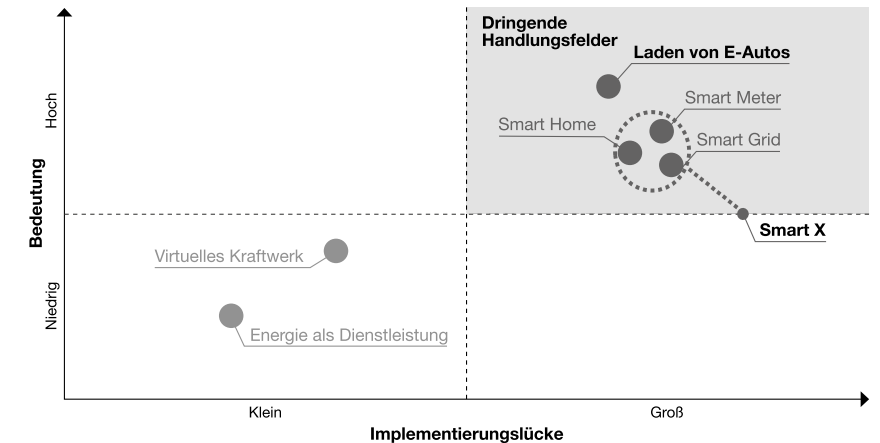 Dringende
Handlungsfelder
Laden von E-Autos
Hoch
Smart Meter
Smart Home
Smart Grid
Bedeutung
Smart X
Virtuelles Kraftwerk
Niedrig
Energie als Dienstleistung
Klein
Groß
Implementierungslücke